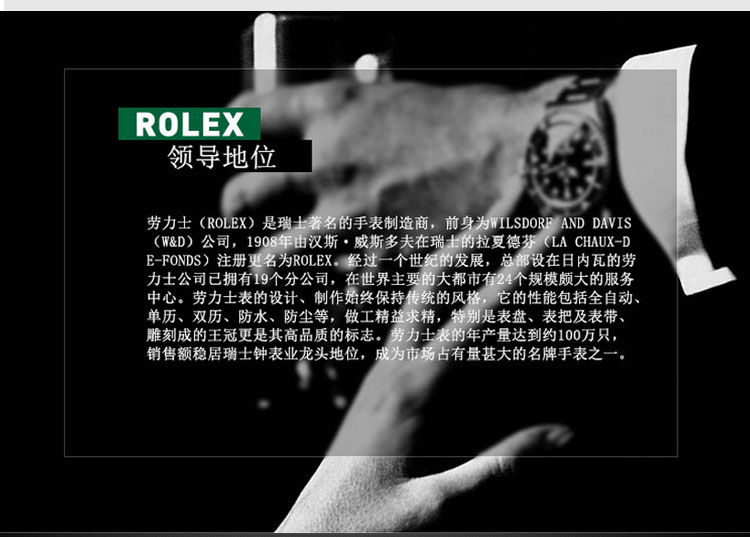 ROLEX
领导地位
劳力士（ROLEX）是瑞士著名的手表制造商，前身为WILSDORF AND DAVIS
（W&D）公司，1908年由汉斯·威斯多夫在瑞士的拉夏德芬（LA CHAUX-D
E-FONDS）注册更名为ROLEX。经过一个世纪的发展，总部设在日内瓦的劳
力士公司已拥有19个分公司，在世界主要的大都市有24个规模颇大的服务
中心。劳力士表的设计、制作始终保持传统的风格，它的性能包括全自动、
单历、双历、防水、防尘等，做工精益求精，特别是表盘、表把及表带、
雕刻成的王冠更是其高品质的标志。劳力士表的年产量达到约100万只，
销售额稳居瑞士钟表业龙头地位，成为市场占有量甚大的名牌手表之一。